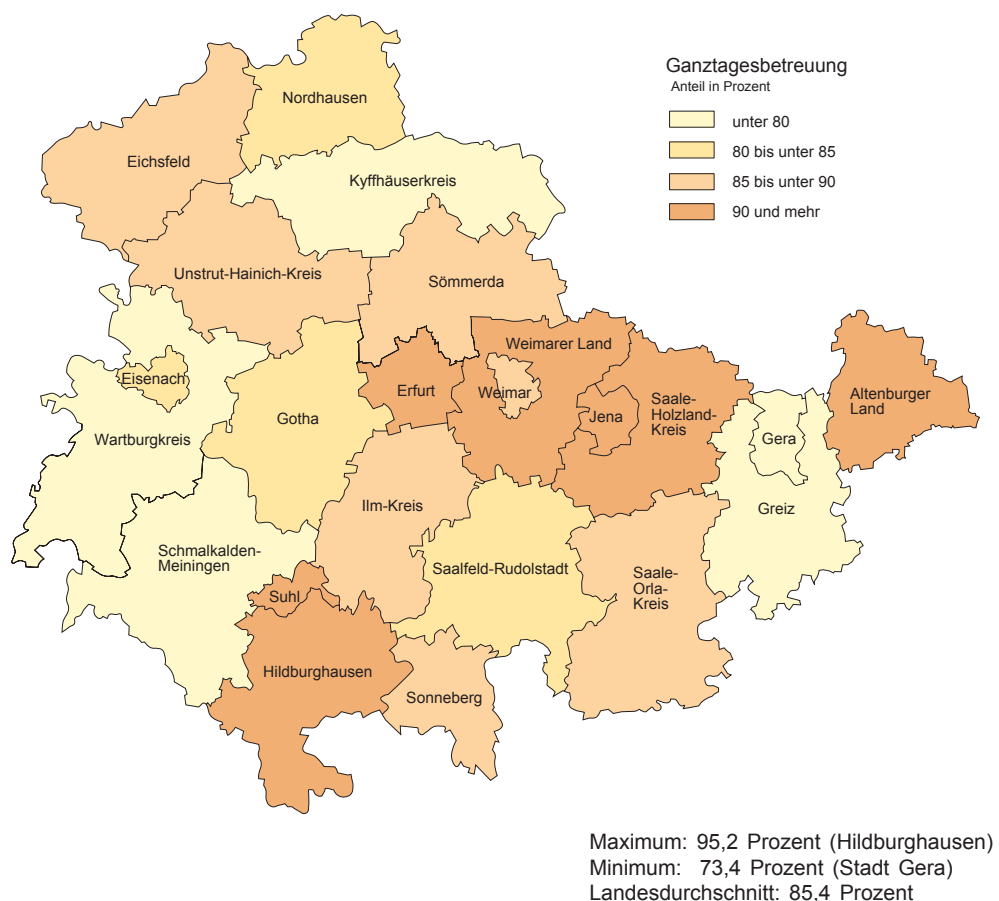 Ganztagesbetreuung
Anteil in Prozent
unter 80
80 bis unter 85
85 bis unter 90
90 und mehr
Nordhausen
Eichsfeld
Kyffhäuserkreis
Unstrut-Hainich-Kreis
Sömmerda
Weimarer Land
Eisenach
Erfurt
Weimar
Jena
Saale-
Holzland-
Kreis
Altenburger
Land
Wartburgkreis
Gotha
Gera
Ilm-Kreis
Greiz
Schmalkalden-
Meiningen
Saalfeld-Rudolstadt
Saale-
Orla-
Kreis
Suhl
Hildburghausen
Sonneberg
Maximum: 95,2 Prozent (Hildburghausen)
Minimum: 73,4 Prozent (Stadt Gera)
Landesdurchschnitt: 85,4 Prozent